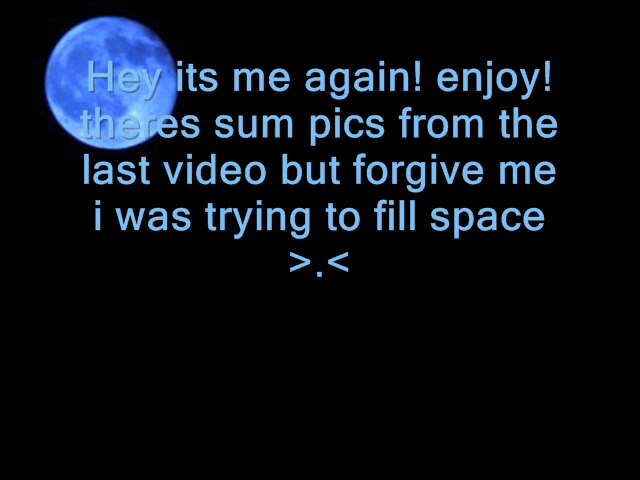 Hey its me again! enjoy!
theres sum pics from the
last video but forgive me
i was trying to fill space
>.<